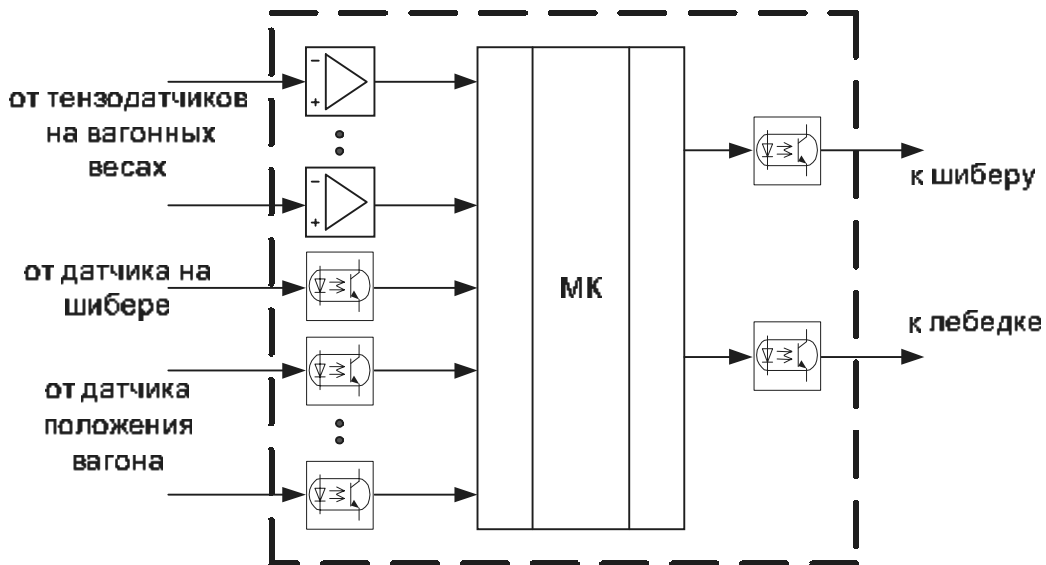 от тензодатчиков
на вагонных
весах
от датчика на
шибере
от датчика
положения
вагона
-
+
-
+
МК
к шиберу
к лебедке